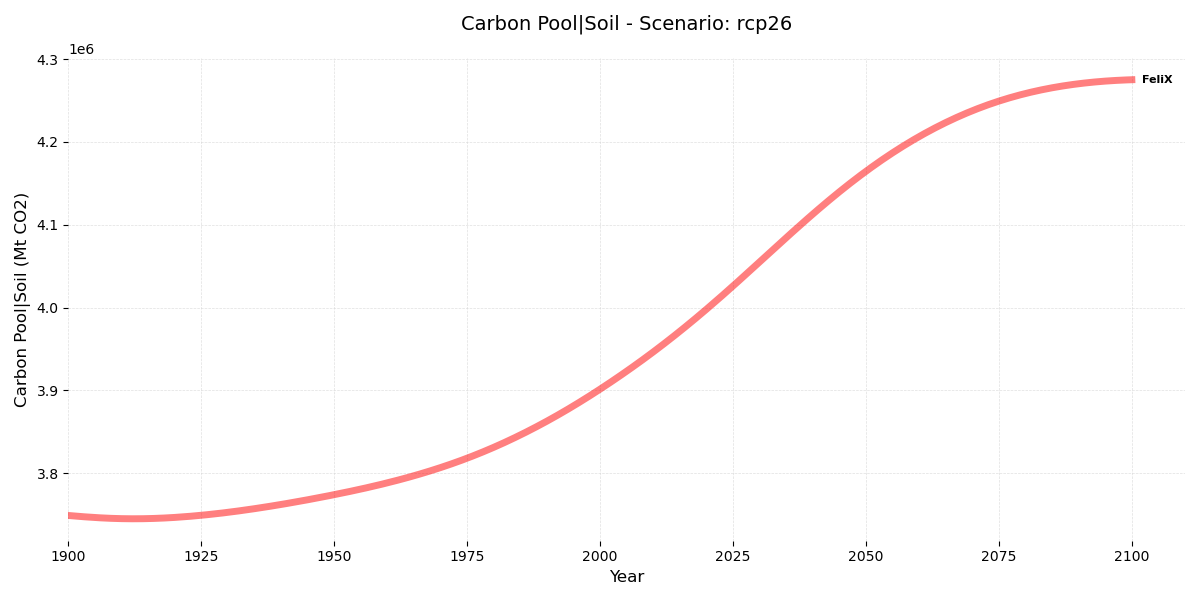 Carbon Pool|Soil - Scenario: rcp26
1e6
4.3
4.2
4.1
4.0
3.9
3.8
Carbon Pool|Soil (Mt CO2)
FeliX
1900 1925 1950 1975 2000 2025 2050 2075 2100
Year